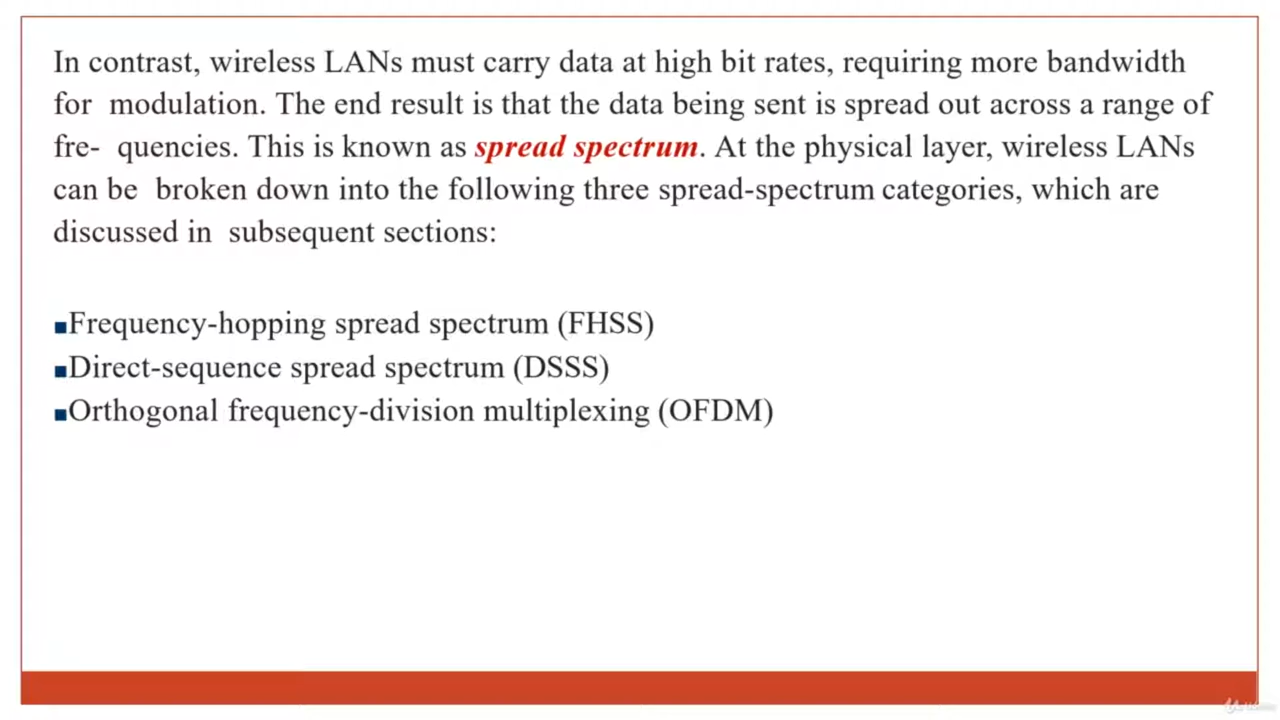 In contrast, wireless LANs must carry data at high bit rates, requiring more bandwidth
for modulation. The end result is that the data being sent is spread out across a range of
fre- quencies. This is known as spread spectrum. At the physical layer, wireless LANs
can be broken down into the following three spread-spectrum categories, which are
discussed in subsequent sections:
■Frequency-hopping spread spectrum (FHSS)
■Direct-sequence spread spectrum (DSSS)
■Orthogonal frequency-division multiplexing (OFDM)